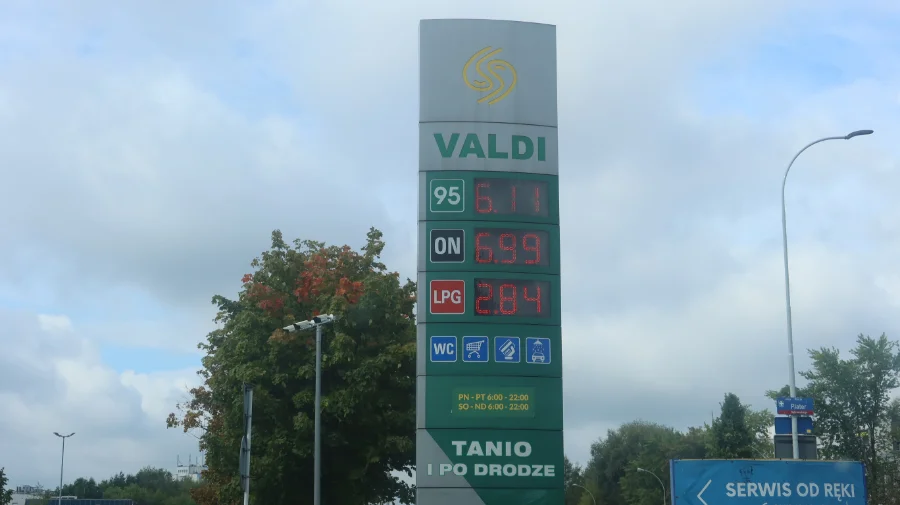 VALDI
95 6.11
ON 6.99
LPG 2.84
WC
PN - PT 6:00 - 22:00
SO - ND 6:00 - 22:00
TANIO
I PO DRODZE
SERWIS OD RĘKI